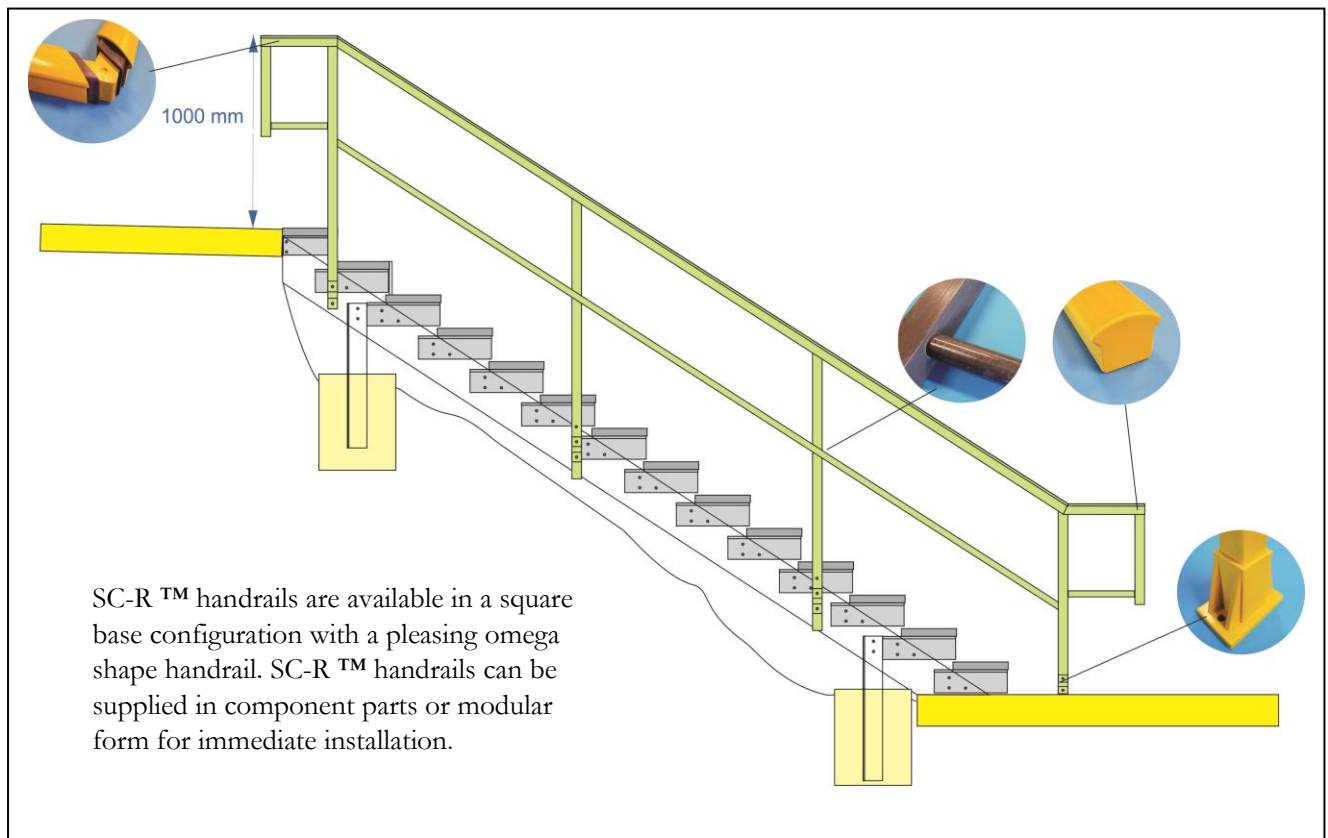 1000 mm
SC-R ™ handrails are available in a square
base configuration with a pleasing omega
shape handrail. SC-R ™ handrails can be
supplied in component parts or modular
form for immediate installation.